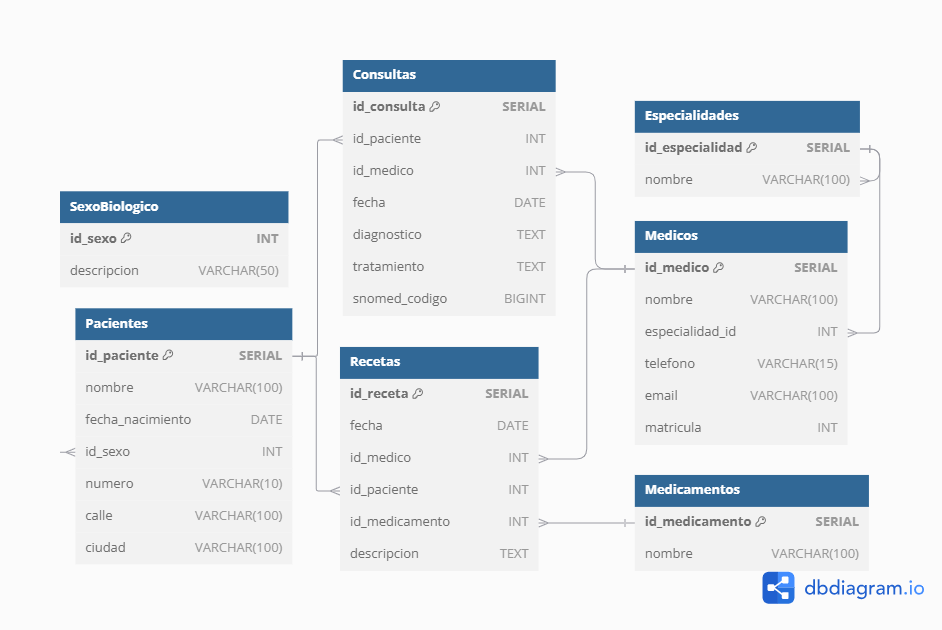 Consultas
id_consulta SERIAL
id_paciente INT
id_medico INT
fecha DATE
diagnostico TEXT
tratamiento TEXT
snomed_codigo BIGINT
Especialidades
id_especialidad SERIAL
nombre VARCHAR(100)
SexoBiologico
id_sexo INT
descripcion VARCHAR(50)
Medicos
id_medico SERIAL
nombre VARCHAR(100)
especialidad_id INT
telefono VARCHAR(15)
email VARCHAR(100)
matricula INT
Pacientes
id_paciente SERIAL
nombre VARCHAR(100)
fecha_nacimiento DATE
id_sexo INT
numero VARCHAR(10)
calle VARCHAR(100)
ciudad VARCHAR(100)
Recetas
id_receta SERIAL
fecha DATE
id_medico INT
id_paciente INT
id_medicamento INT
descripcion TEXT
Medicamentos
id_medicamento SERIAL
nombre VARCHAR(100)
dbdiagram.io